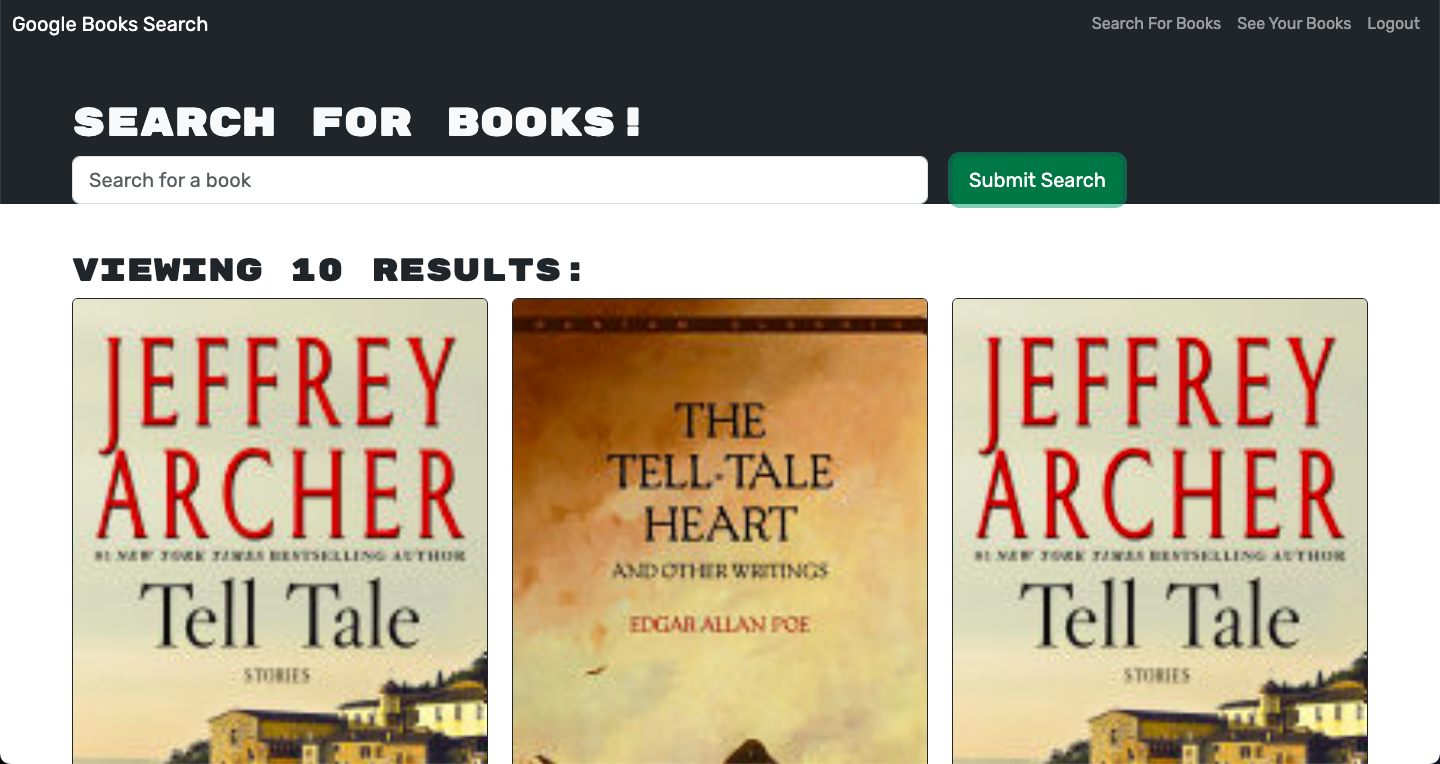 Google Books Search
Search For Books See Your Books Logout
SEARCH FOR BOOKS!
Search for a book
Submit Search
VIEWING 10 RESULTS:
JEFFREY
ARCHER
#1 NEW YORK TIMES BESTSELLING AUTHOR
Tell Tale
STORIES
BANTAM CLASSIC
THE
TELL-TALE
HEART
AND OTHER WRITINGS
EDGAR ALLAN POE
JEFFREY
ARCHER
#1 NEW YORK TIMES BESTSELLING AUTHOR
Tell Tale
STORIES